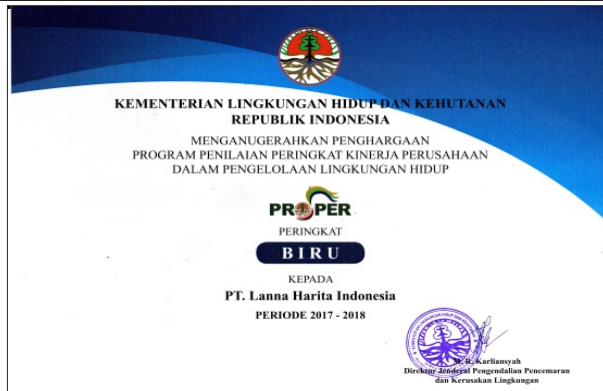 KEMENTERIAN LINGKUNGAN HIDUP DAN KEHUTANAN
REPUBLIK INDONESIA
MENGANUGERAHKAN PENGHARGAAN
PROGRAM PENILAIAN PERINGKAT KINERJA PERUSAHAAN
DALAM PENGELOLAAN LINGKUNGAN HIDUP
PROPER
PERINGKAT
BIRU
KEPADA
PT. Lanna Harita Indonesia
PERIODE 2017 - 2018
M. R. Karliansyah
Direktur Jenderal Pengendalian Pencemaran
dan Kerusakan Lingkungan